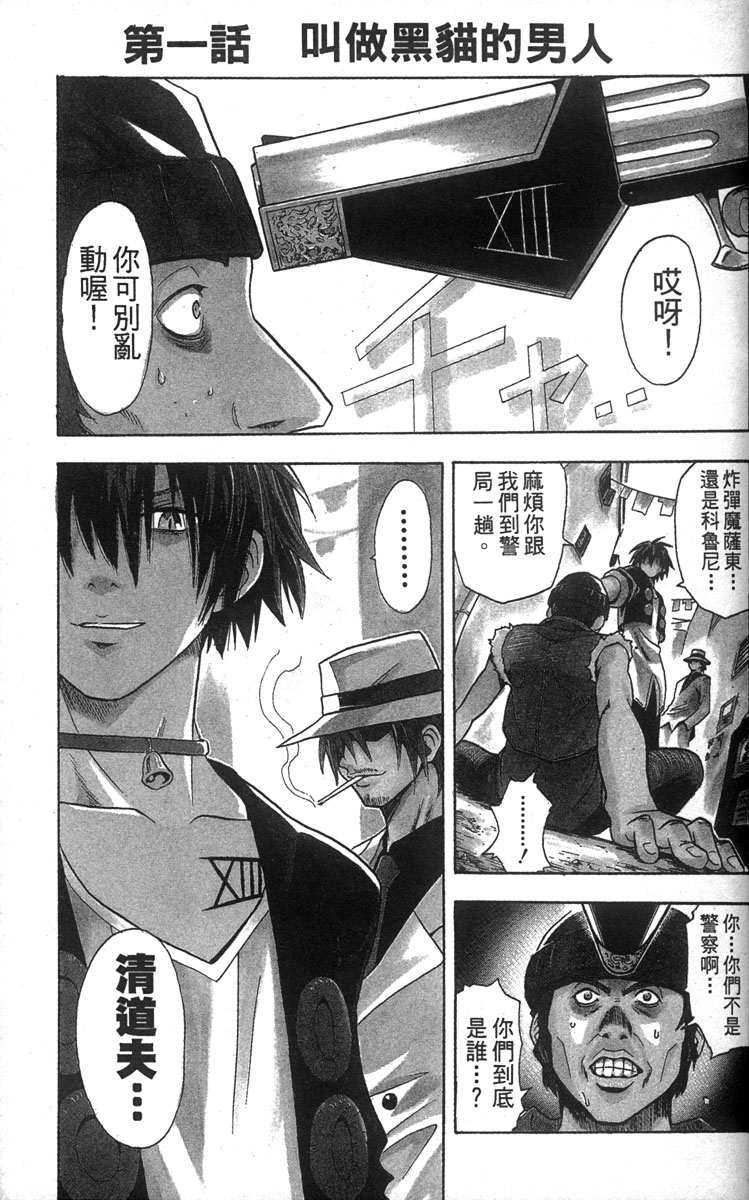 第一話 叫做黑貓的男人
XIII
哎呀！
你可別亂
動喔！
チャ‥
炸彈魔薩東…
還是科魯尼…
麻煩你跟
我們到警
局一趟。
………！
你…你們不是
警察啊…
你們到底
是誰…？
………
XIII
清道夫…